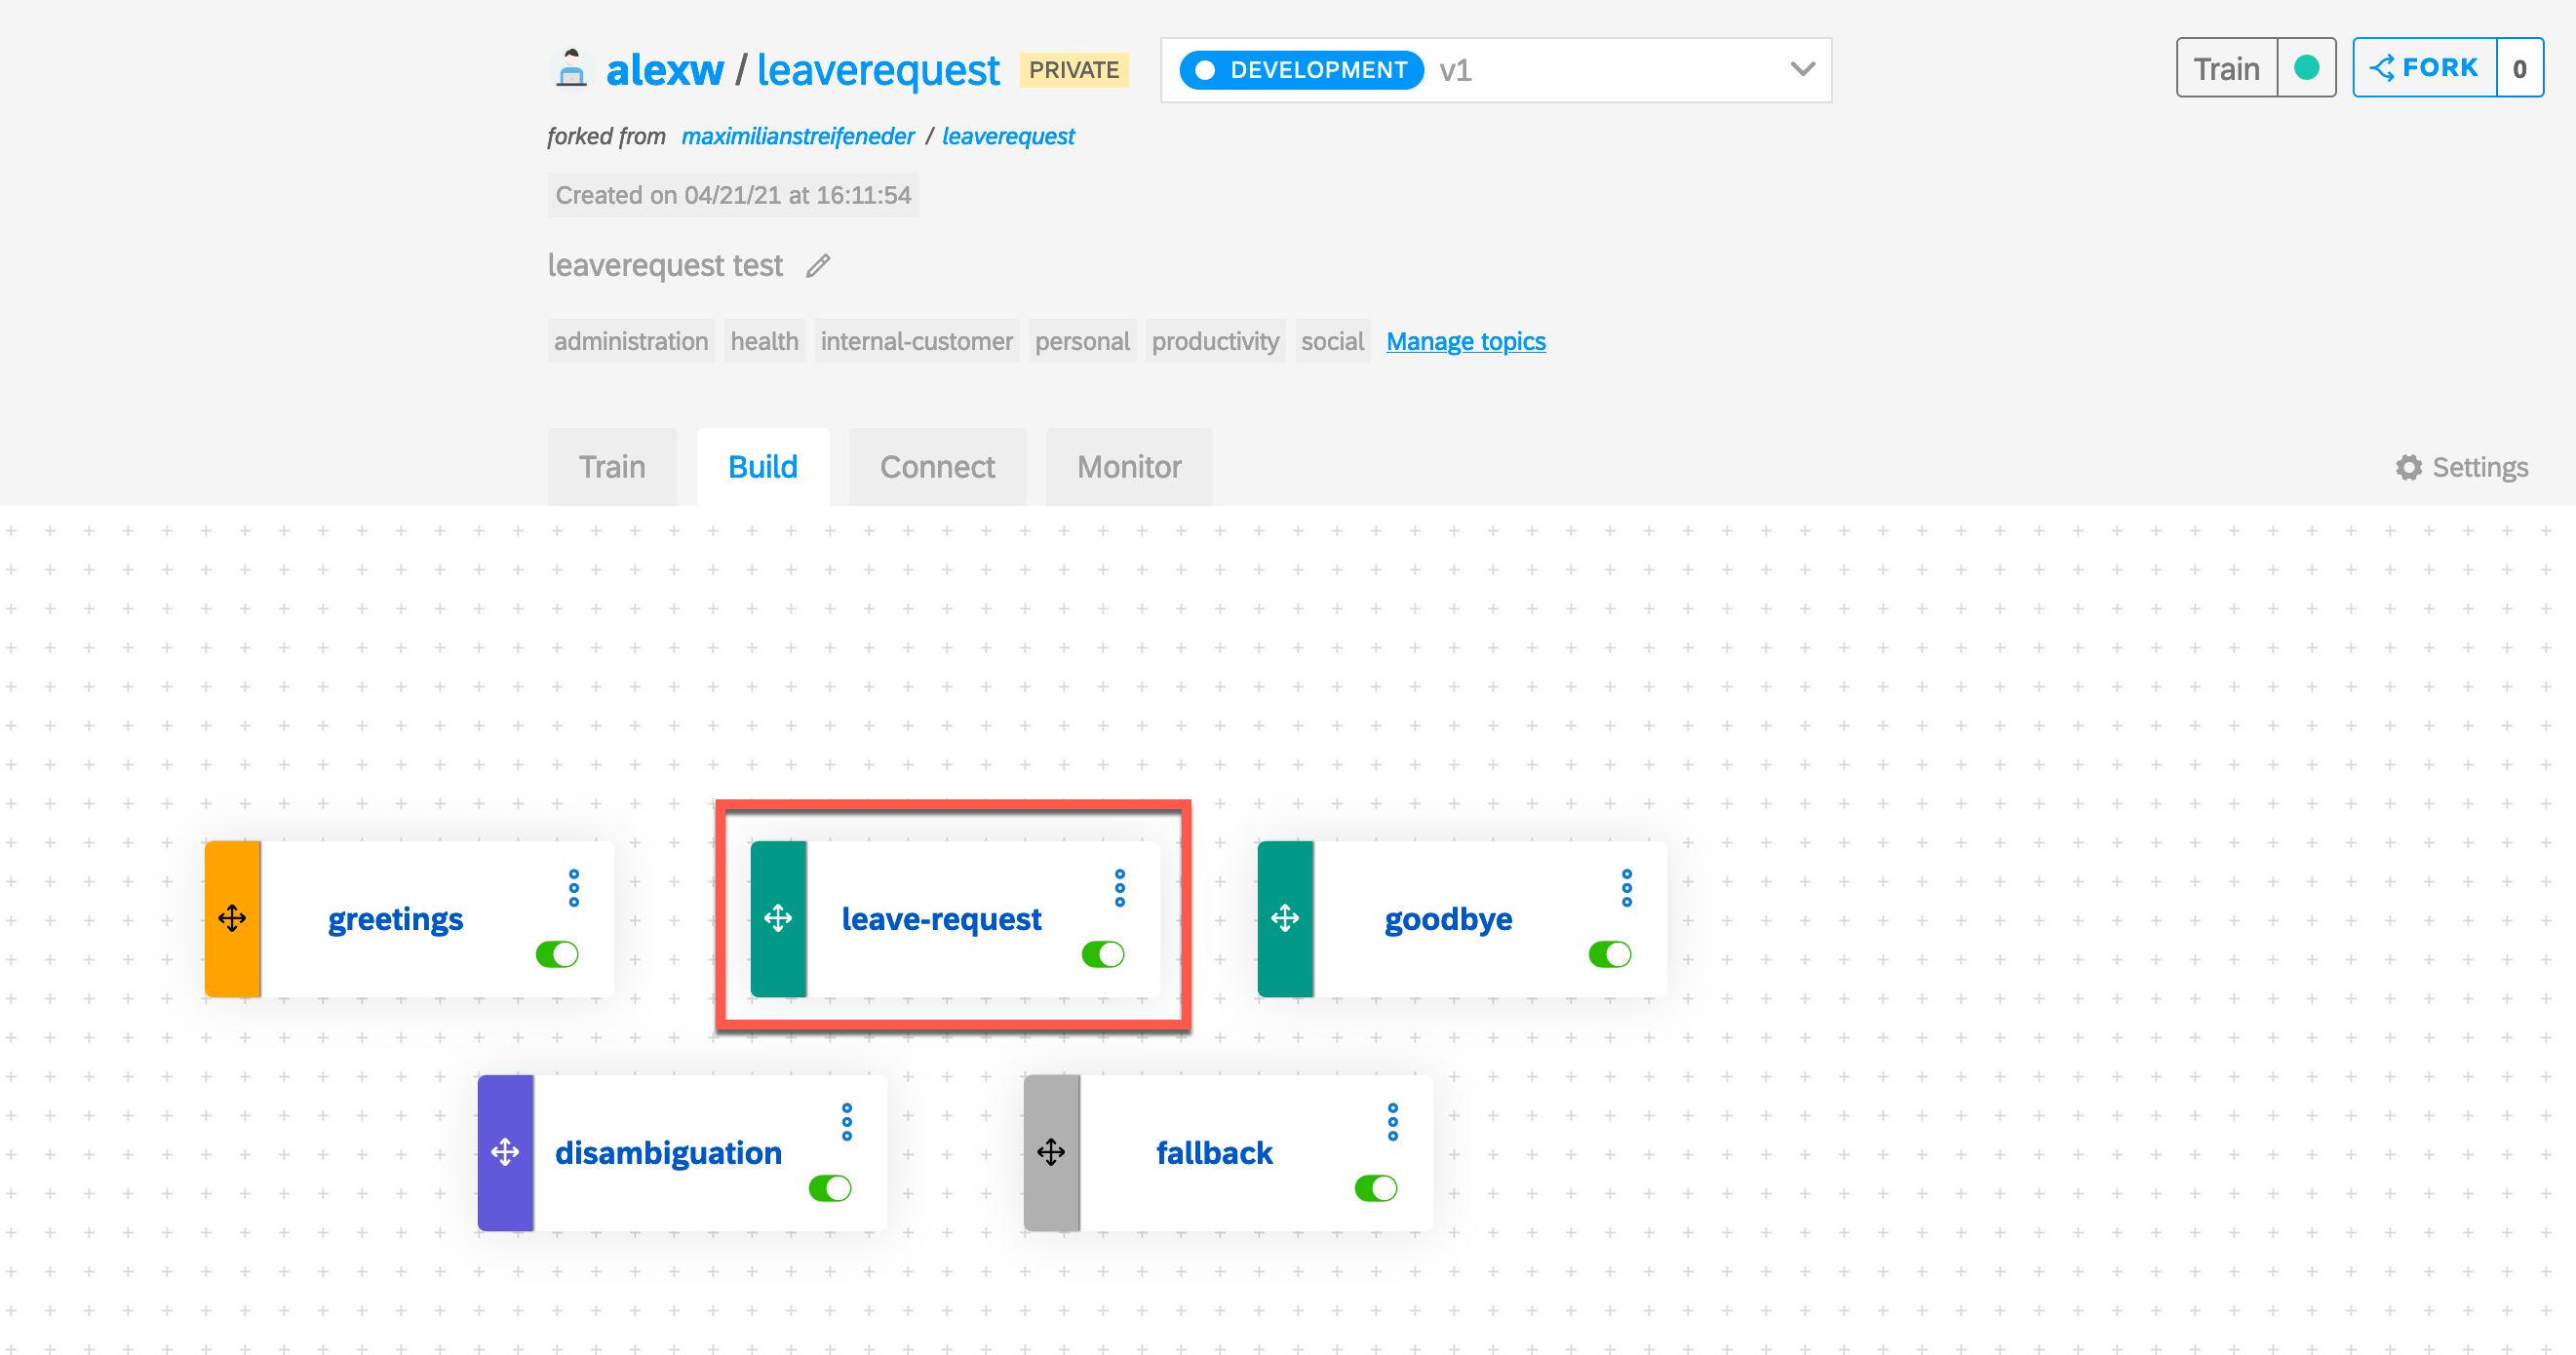 alexw / leaverequest PRIVATE DEVELOPMENT v1 Train FORK 0
forked from maximilianstreifeneder / leaverequest
Created on 04/21/21 at 16:11:54
leaverequest test
administration health internal-customer personal productivity social Manage topics
Train Build Connect Monitor Settings
greetings leave-request goodbye
disambiguation fallback